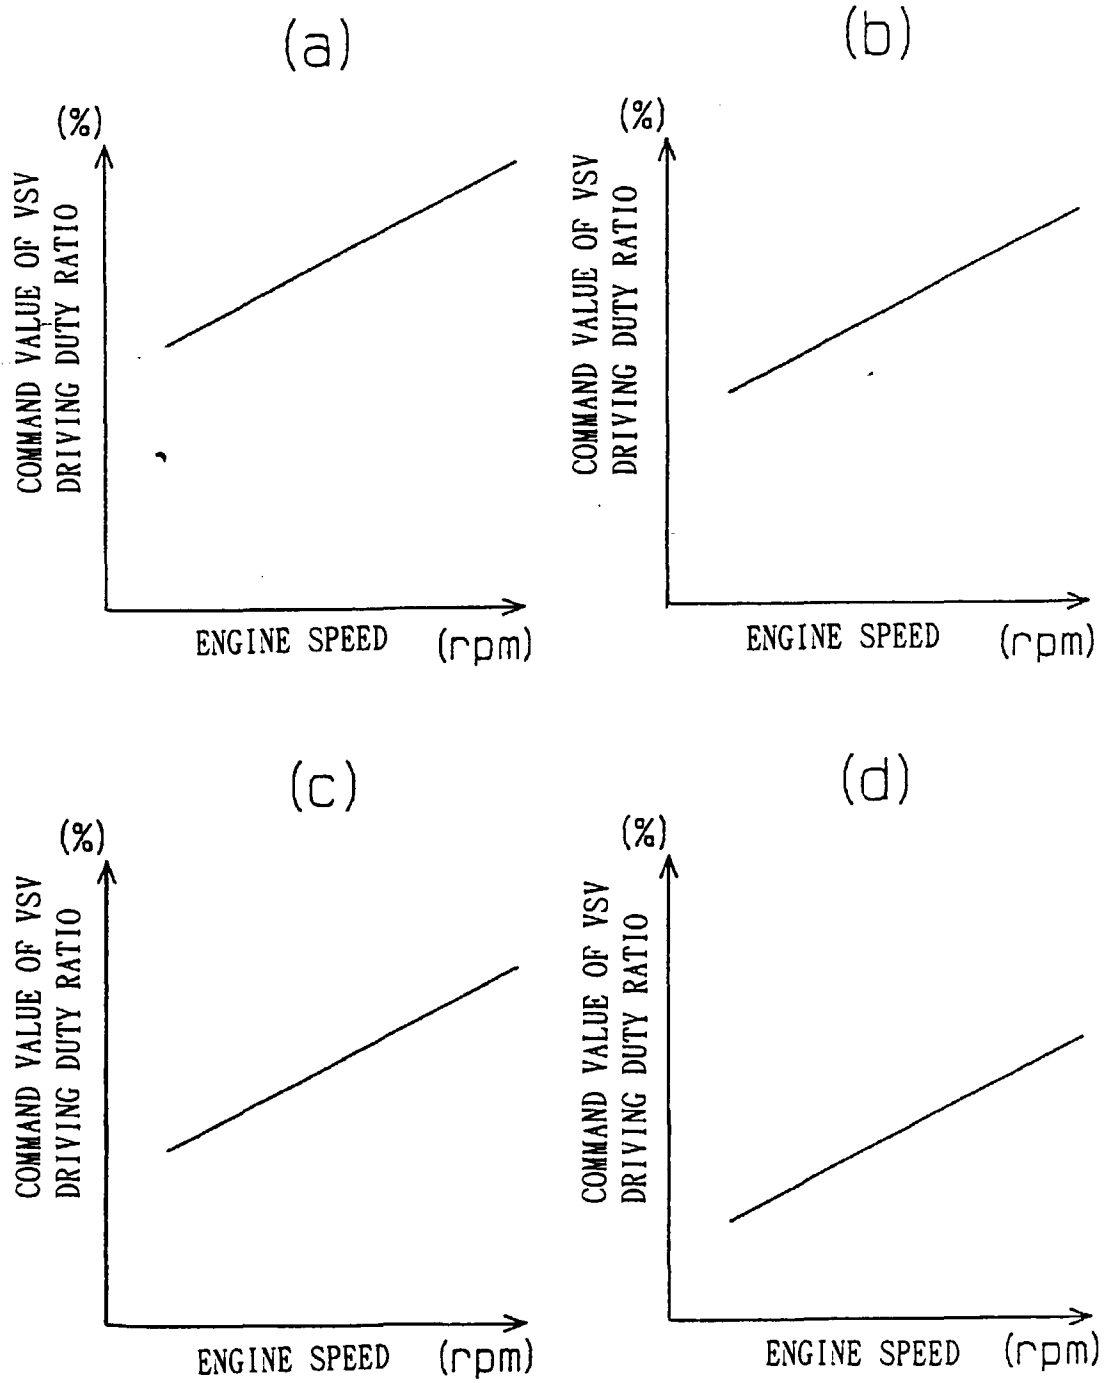 (a)
(%)
COMMAND VALUE OF VSV
DRIVING DUTY RATIO
ENGINE SPEED (rpm)
(b)
(%)
COMMAND VALUE OF VSV
DRIVING DUTY RATIO
ENGINE SPEED (rpm)
(c)
(%)
COMMAND VALUE OF VSV
DRIVING DUTY RATIO
ENGINE SPEED (rpm)
(d)
(%)
COMMAND VALUE OF VSV
DRIVING DUTY RATIO
ENGINE SPEED (rpm)